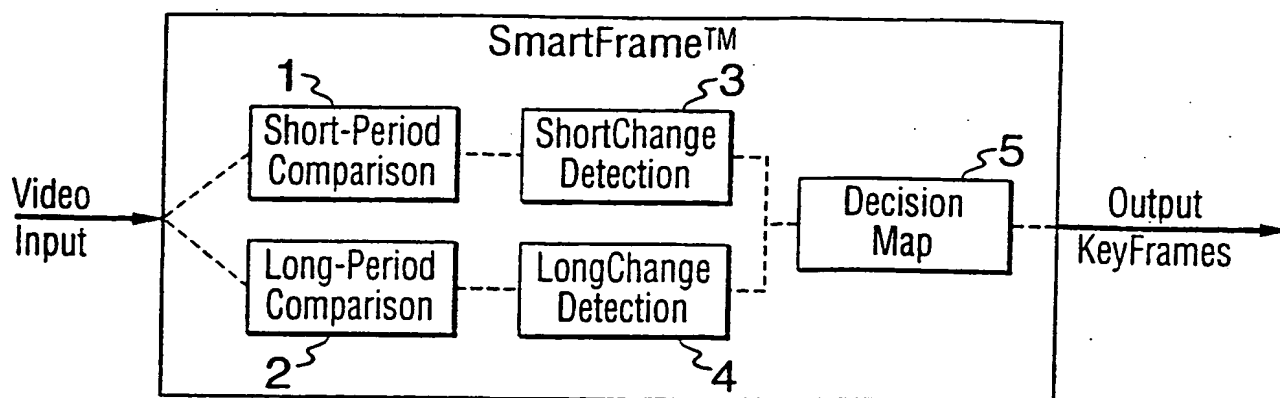 SmartFrame™
1
3
Short-Period
Comparison
ShortChange
Detection
5
Video
Input
Decision
Map
Output
KeyFrames
Long-Period
Comparison
LongChange
Detection
2
4